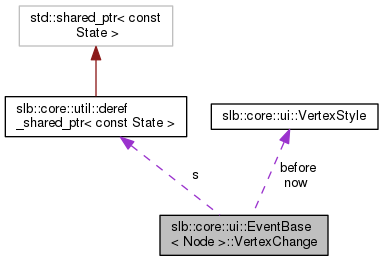 std::shared_ptr< const
State >
slb::core::util::deref
_shared_ptr< const State >
slb::core::ui::VertexStyle
s
before
now
slb::core::ui::EventBase
< Node >::VertexChange